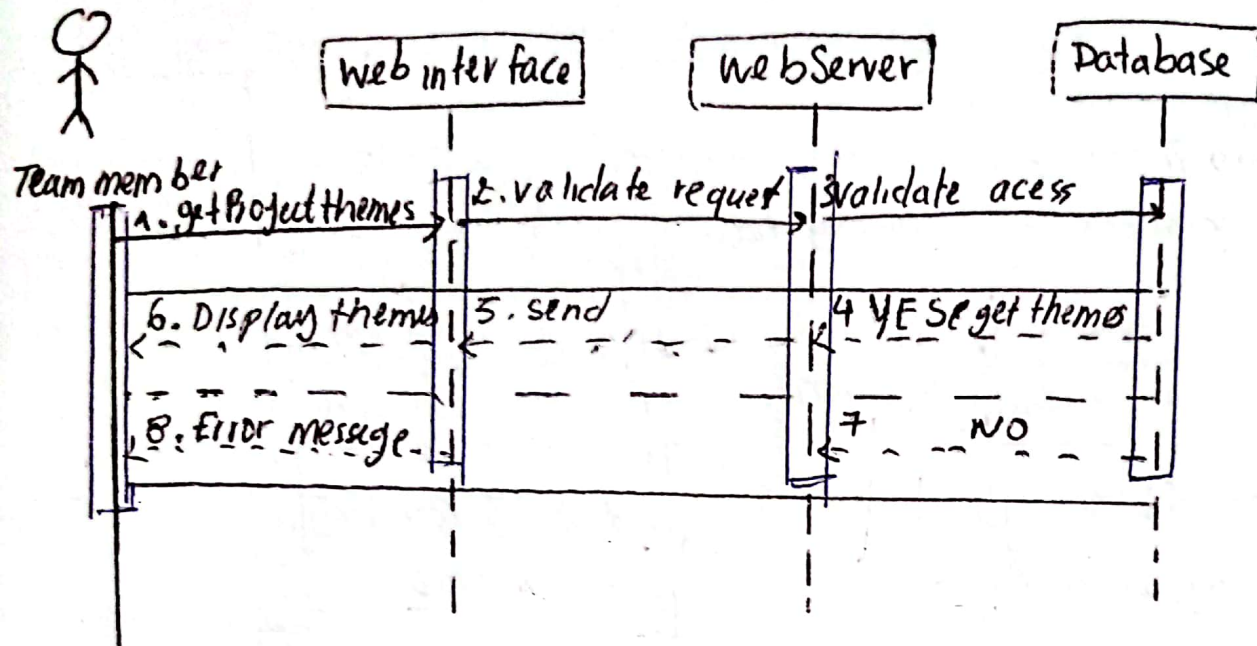 web interface
webServer
Database
Team member
1. getProject themes
2. validate request
3validate acess
6. Display themes
5. send
4 YES get themes
8. Error message
7 NO